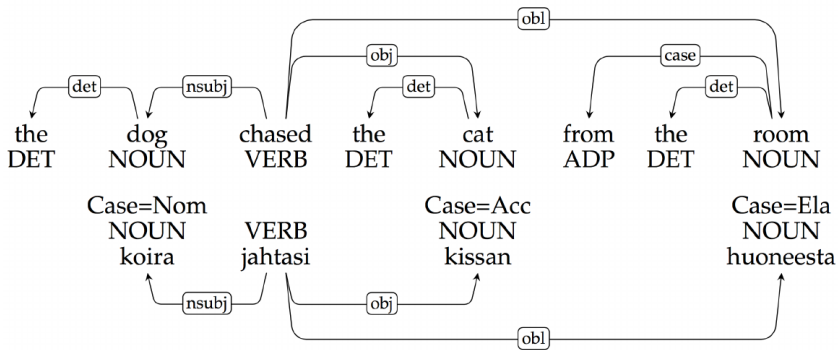 obl
obj case
det nsubj det det
the dog chased the cat from the room
DET NOUN VERB DET NOUN ADP DET NOUN
Case=Nom Case=Acc Case=Ela
NOUN VERB NOUN NOUN
koira jahtasi kissan huoneesta
nsubj obj
obl